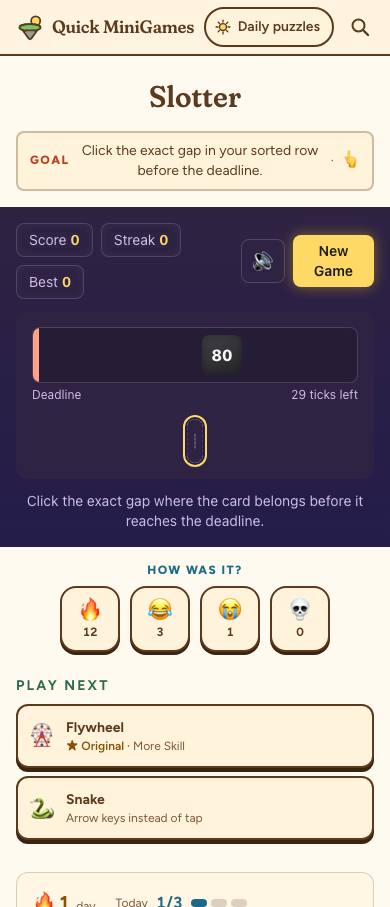 Quick MiniGames
Daily puzzles
Slotter
GOAL
Click the exact gap in your sorted row
before the deadline.
Score 0
Streak 0
Best 0
New
Game
80
Deadline
29 ticks left
Click the exact gap where the card belongs before it
reaches the deadline.
HOW WAS IT?
12
3
1
0
PLAY NEXT
Flywheel
Original · More Skill
Snake
Arrow keys instead of tap
1 day
Today 1/3